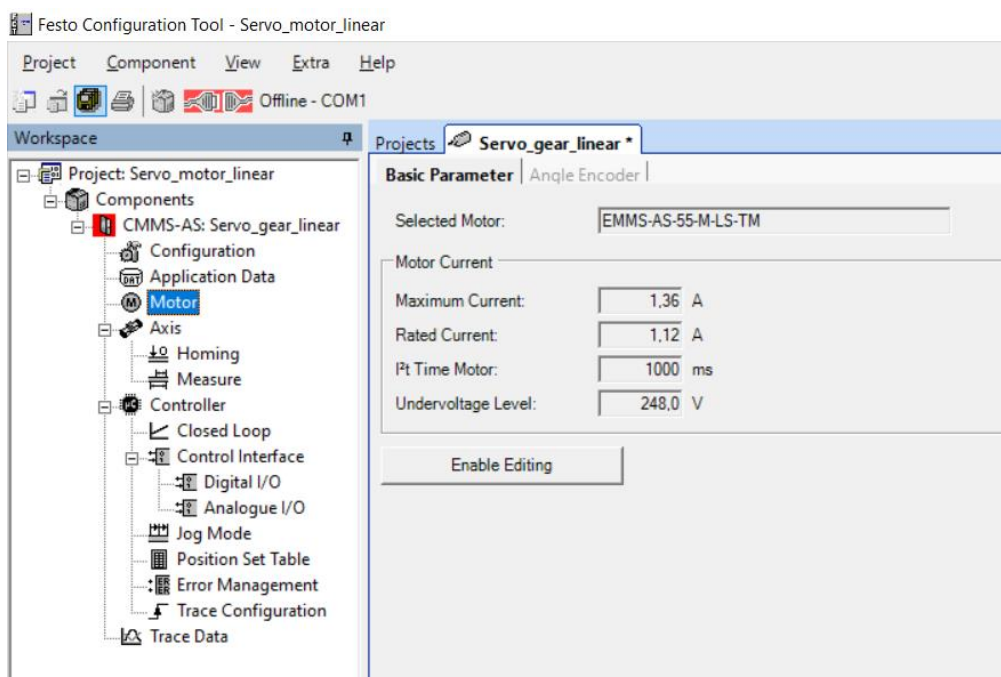 Festo Configuration Tool - Servo_motor_linear
Project Component View Extra Help
Offline - COM1
Workspace
Projects Servo_gear_linear *
Project: Servo_motor_linear
Components
CMMS-AS: Servo_gear_linear
Configuration
DAT Application Data
M Motor
Axis
Homing
Measure
µC Controller
Closed Loop
Control Interface
Digital I/O
Analogue I/O
Jog Mode
Position Set Table
Error Management
Trace Configuration
Trace Data
Basic Parameter Angle Encoder
Selected Motor: EMMS-AS-55-M-LS-TM
Motor Current
Maximum Current: 1,36 A
Rated Current: 1,12 A
I²t Time Motor: 1000 ms
Undervoltage Level: 248,0 V
Enable Editing